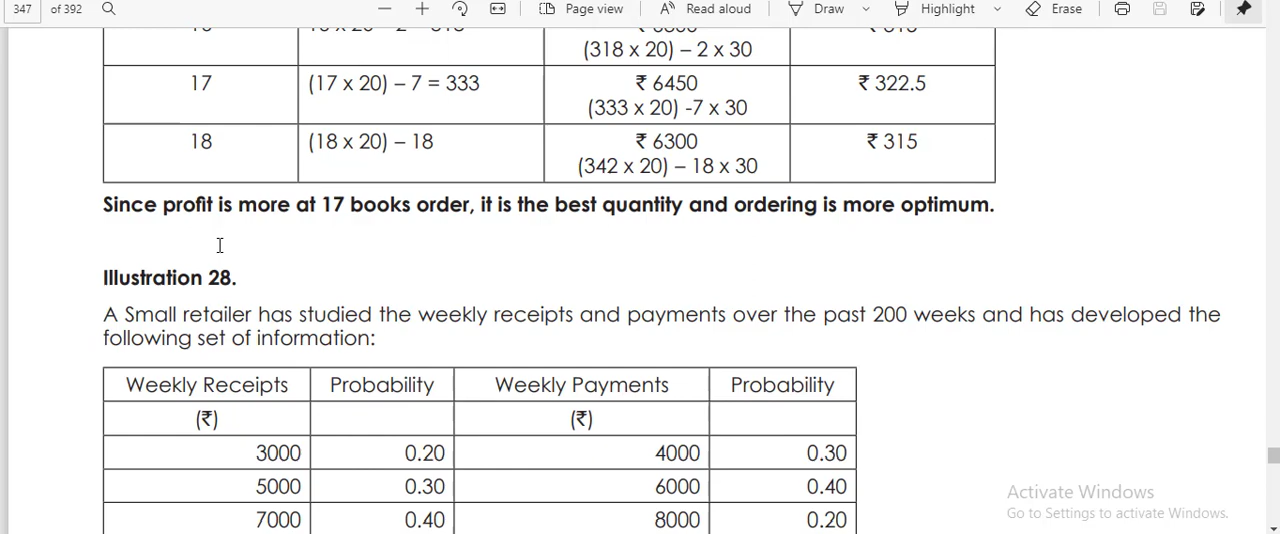 347 of 392 Page view Read aloud Draw Highlight Erase
(318 x 20) – 2 x 30
17 (17 x 20) – 7 = 333 ₹ 6450 ₹ 322.5
(333 x 20) -7 x 30
18 (18 x 20) – 18 ₹ 6300 ₹ 315
(342 x 20) – 18 x 30
Since profit is more at 17 books order, it is the best quantity and ordering is more optimum.
Illustration 28.
A Small retailer has studied the weekly receipts and payments over the past 200 weeks and has developed the
following set of information:
Weekly Receipts Probability Weekly Payments Probability
(₹) (₹)
3000 0.20 4000 0.30
5000 0.30 6000 0.40
7000 0.40 8000 0.20
Activate Windows
Go to Settings to activate Windows.